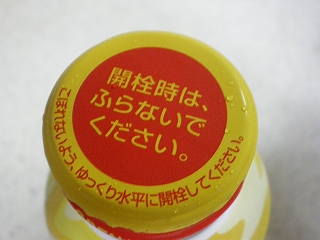 開栓時は、
ふらないで
ください。
こぼれないよう、ゆっくり水平に開栓してください。